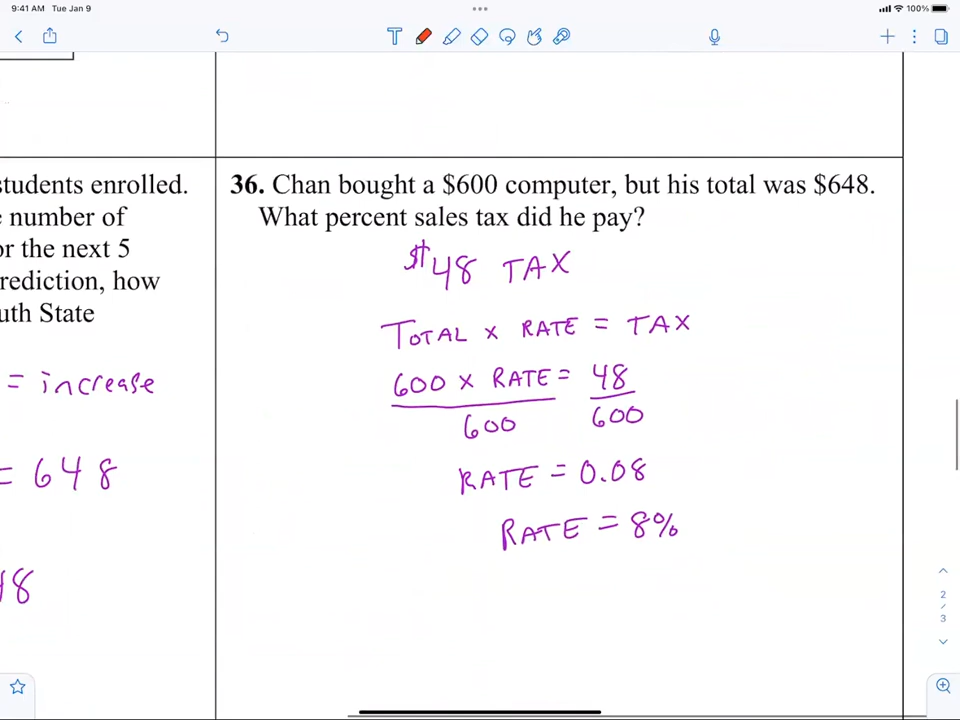 9:41 AM Tue Jan 9
100%
T
students enrolled.
e number of
or the next 5
rediction, how
uth State
= increase
= 648
48
36. Chan bought a $600 computer, but his total was $648.
What percent sales tax did he pay?
$48 TAX
TOTAL × RATE = TAX
600 × RATE = 48
600 600
RATE = 0.08
RATE = 8%
2
/
3